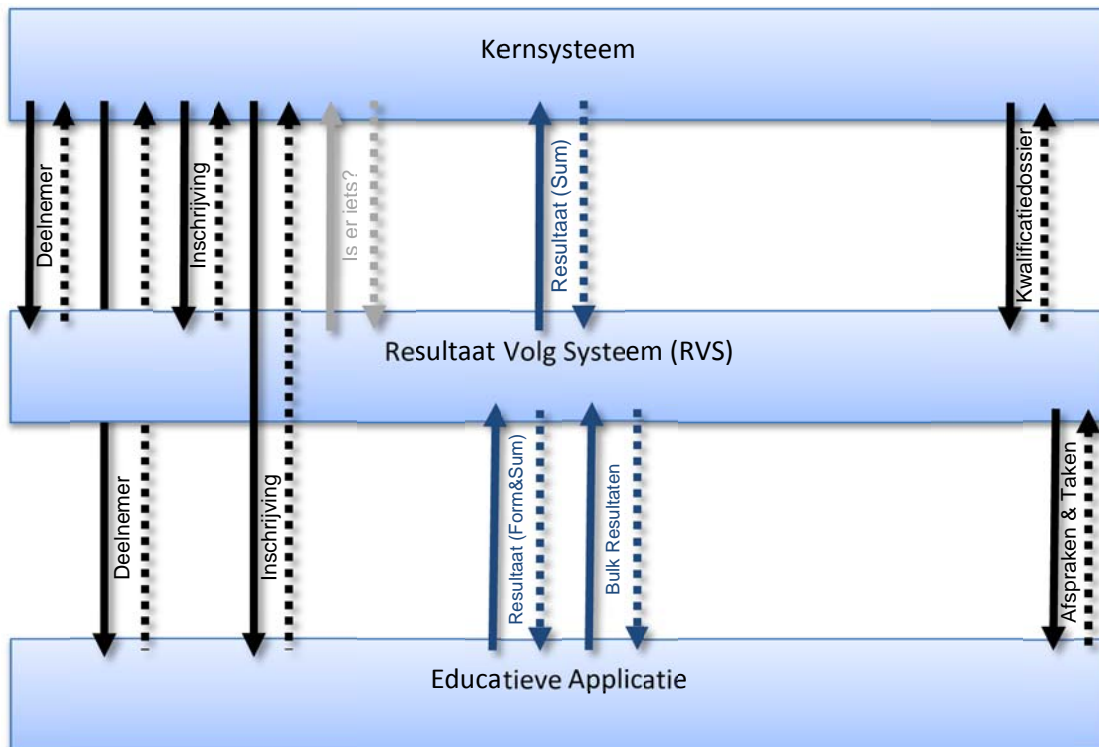 Kernsysteem
Deelnemer
Inschrijving
Is er iets?
Resultaat (Sum)
Kwalificatiedossier
Resultaat Volg Systeem (RVS)
Deelnemer
Inschrijving
Resultaat (Form&Sum)
Bulk Resultaten
Afspraken & Taken
Educatieve Applicatie